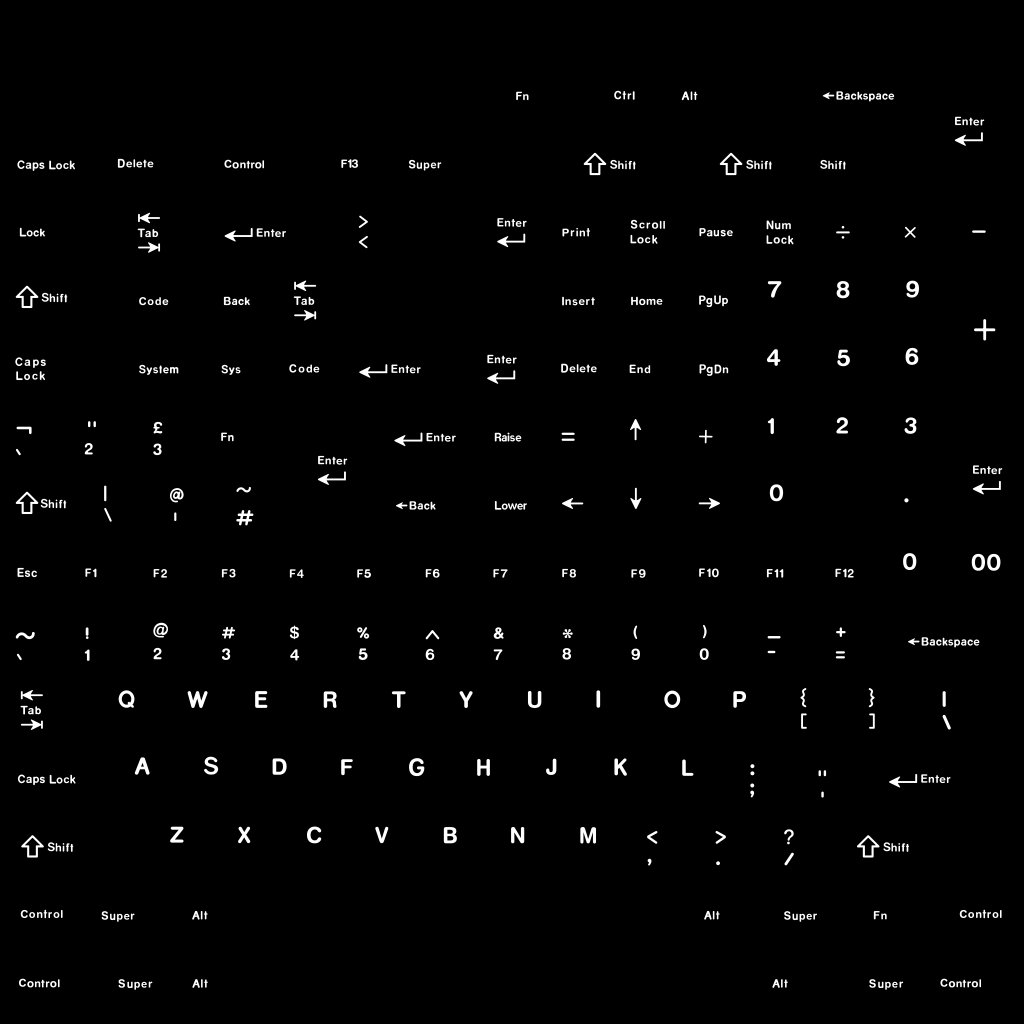 Fn Ctrl Alt ← Backspace
Enter
Caps Lock Delete Control F13 Super ⇧ Shift ⇧ Shift Shift
Lock Tab Enter > < Enter Print Scroll Lock Pause Num Lock ÷ × −
⇧ Shift Code Back Tab Insert Home PgUp 7 8 9
+
Caps Lock System Sys Code Enter Enter Delete End PgDn 4 5 6
¬ ` " 2 £ 3 Fn Enter Raise = ↑ + 1 2 3
Enter Enter
⇧ Shift | \ @ ' ~ # ← Back Lower ← ↓ → 0 .
Esc F1 F2 F3 F4 F5 F6 F7 F8 F9 F10 F11 F12 0 00
~ ! @ # $ % ^ & * ( ) _ +
` 1 2 3 4 5 6 7 8 9 0 - = ← Backspace
Tab Q W E R T Y U I O P { [ } ] | \
Caps Lock A S D F G H J K L : ; " ' Enter
⇧ Shift Z X C V B N M < , > . ? / ⇧ Shift
Control Super Alt Alt Super Fn Control
Control Super Alt Alt Super Control